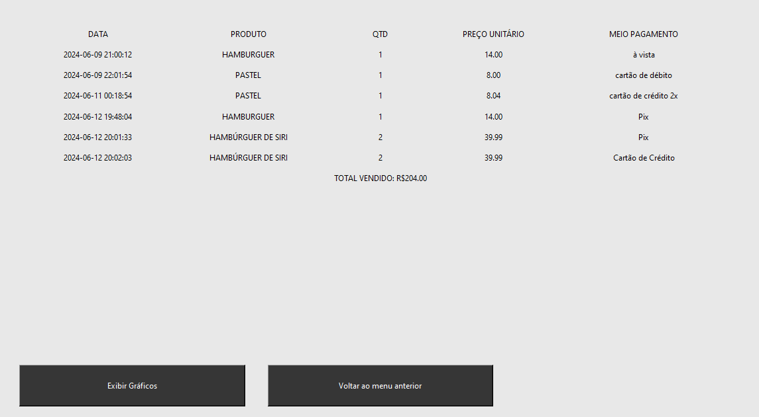 DATA PRODUTO QTD PREÇO UNITÁRIO MEIO PAGAMENTO
2024-06-09 21:00:12 HAMBURGUER 1 14.00 à vista
2024-06-09 22:01:54 PASTEL 1 8.00 cartão de débito
2024-06-11 00:18:54 PASTEL 1 8.04 cartão de crédito 2x
2024-06-12 19:48:04 HAMBURGUER 1 14.00 Pix
2024-06-12 20:01:33 HAMBÚRGUER DE SIRI 2 39.99 Pix
2024-06-12 20:02:03 HAMBÚRGUER DE SIRI 2 39.99 Cartão de Crédito
TOTAL VENDIDO: R$204.00
Exibir Gráficos Voltar ao menu anterior